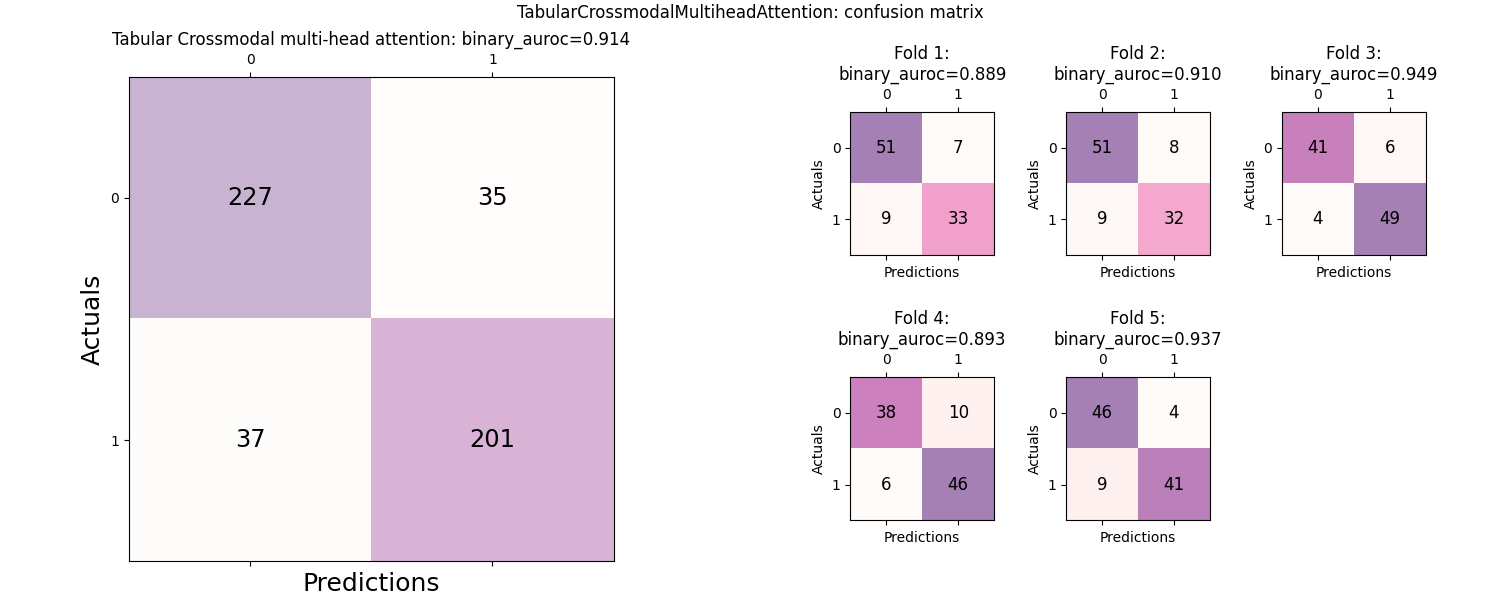 TabularCrossmodalMultiheadAttention: confusion matrix
Tabular Crossmodal multi-head attention: binary_auroc=0.914
0 1
0 227 35
Actuals
1 37 201
Predictions
Fold 1:
binary_auroc=0.889
0 1
0 51 7
Actuals
1 9 33
Predictions
Fold 2:
binary_auroc=0.910
0 1
0 51 8
Actuals
1 9 32
Predictions
Fold 3:
binary_auroc=0.949
0 1
0 41 6
Actuals
1 4 49
Predictions
Fold 4:
binary_auroc=0.893
0 1
0 38 10
Actuals
1 6 46
Predictions
Fold 5:
binary_auroc=0.937
0 1
0 46 4
Actuals
1 9 41
Predictions